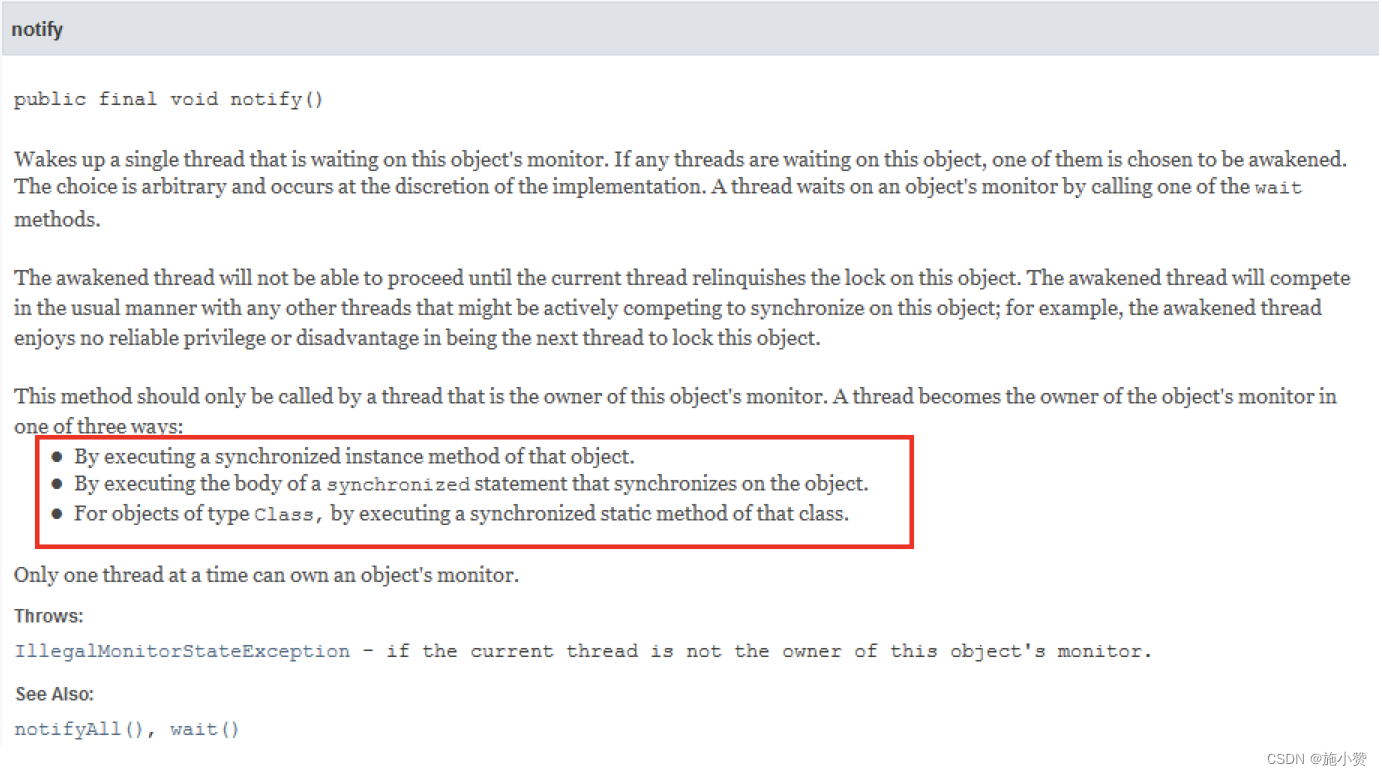 notify
public final void notify()
Wakes up a single thread that is waiting on this object's monitor. If any threads are waiting on this object, one of them is chosen to be awakened.
The choice is arbitrary and occurs at the discretion of the implementation. A thread waits on an object's monitor by calling one of the wait
methods.
The awakened thread will not be able to proceed until the current thread relinquishes the lock on this object. The awakened thread will compete
in the usual manner with any other threads that might be actively competing to synchronize on this object; for example, the awakened thread
enjoys no reliable privilege or disadvantage in being the next thread to lock this object.
This method should only be called by a thread that is the owner of this object's monitor. A thread becomes the owner of the object's monitor in
one of three ways:
● By executing a synchronized instance method of that object.
● By executing the body of a synchronized statement that synchronizes on the object.
● For objects of type Class, by executing a synchronized static method of that class.
Only one thread at a time can own an object's monitor.
Throws:
IllegalMonitorStateException - if the current thread is not the owner of this object's monitor.
See Also:
notifyAll(), wait()
CSDN @施小赞